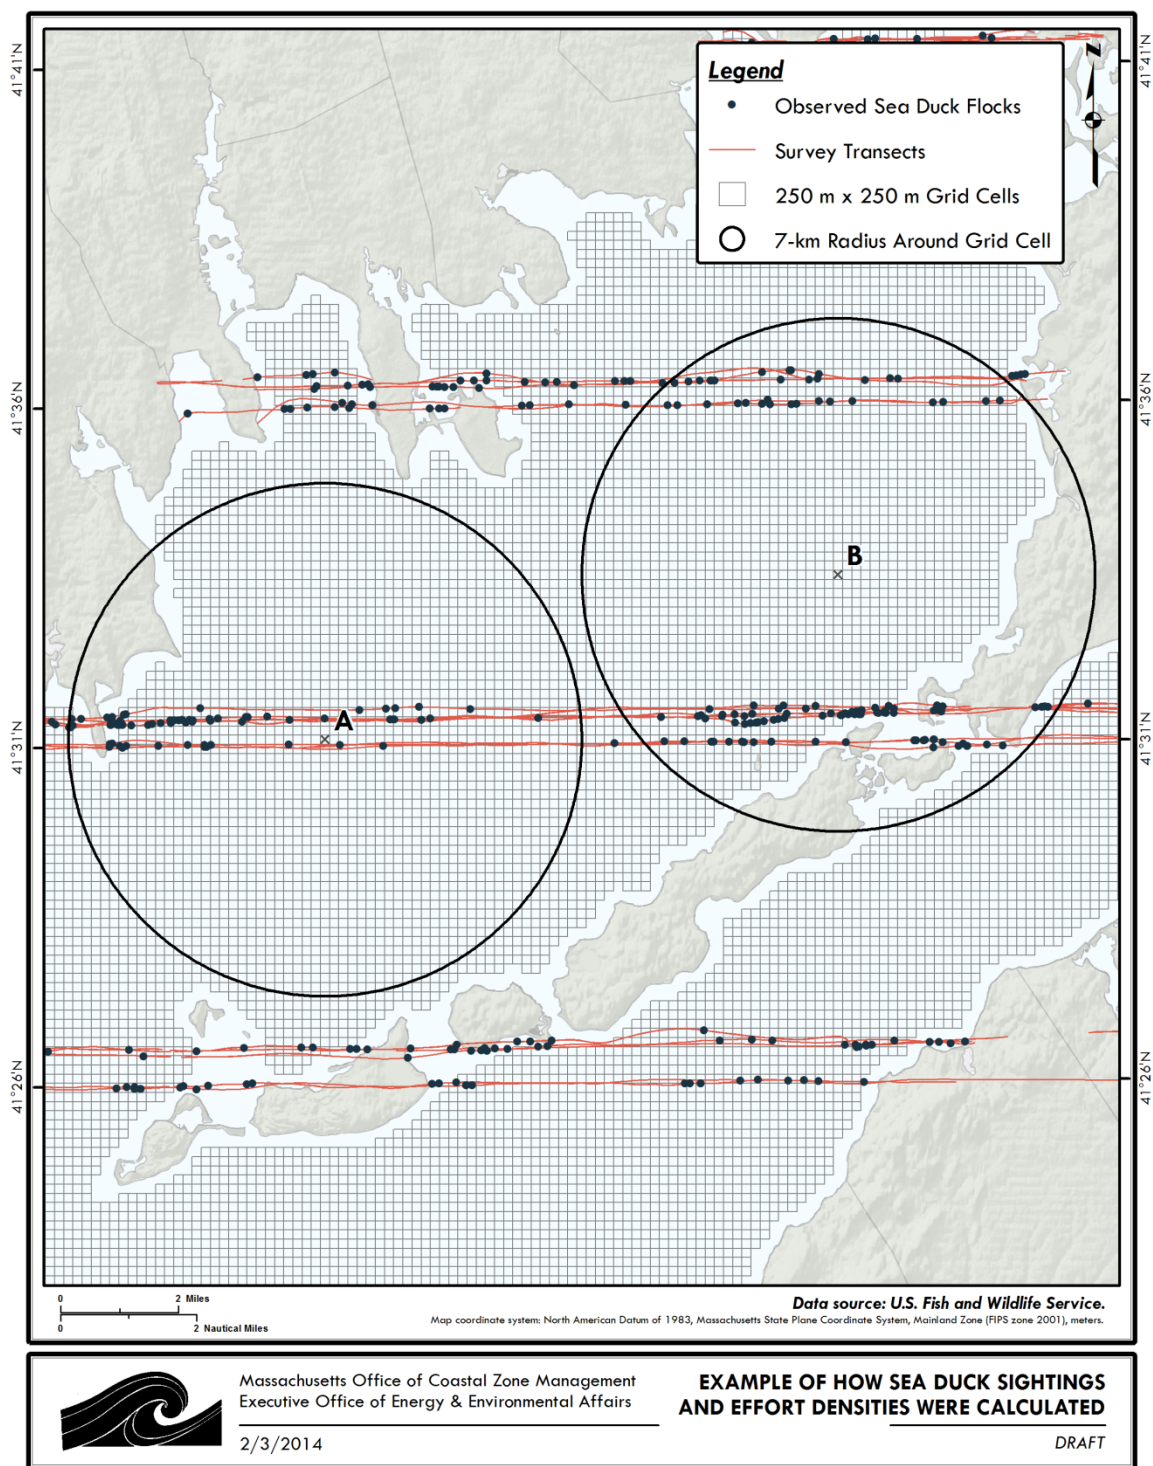 Legend
Observed Sea Duck Flocks
Survey Transects
250 m x 250 m Grid Cells
7-km Radius Around Grid Cell
N
41°41'N
41°41'N
41°36'N
41°36'N
B
A
41°31'N
41°31'N
41°26'N
41°26'N
0 2 Miles
0 2 Nautical Miles
Data source: U.S. Fish and Wildlife Service.
Map coordinate system: North American Datum of 1983, Massachusetts State Plane Coordinate System, Mainland Zone (FIPS zone 2001), meters.
Massachusetts Office of Coastal Zone Management
Executive Office of Energy & Environmental Affairs
2/3/2014
EXAMPLE OF HOW SEA DUCK SIGHTINGS
AND EFFORT DENSITIES WERE CALCULATED
DRAFT